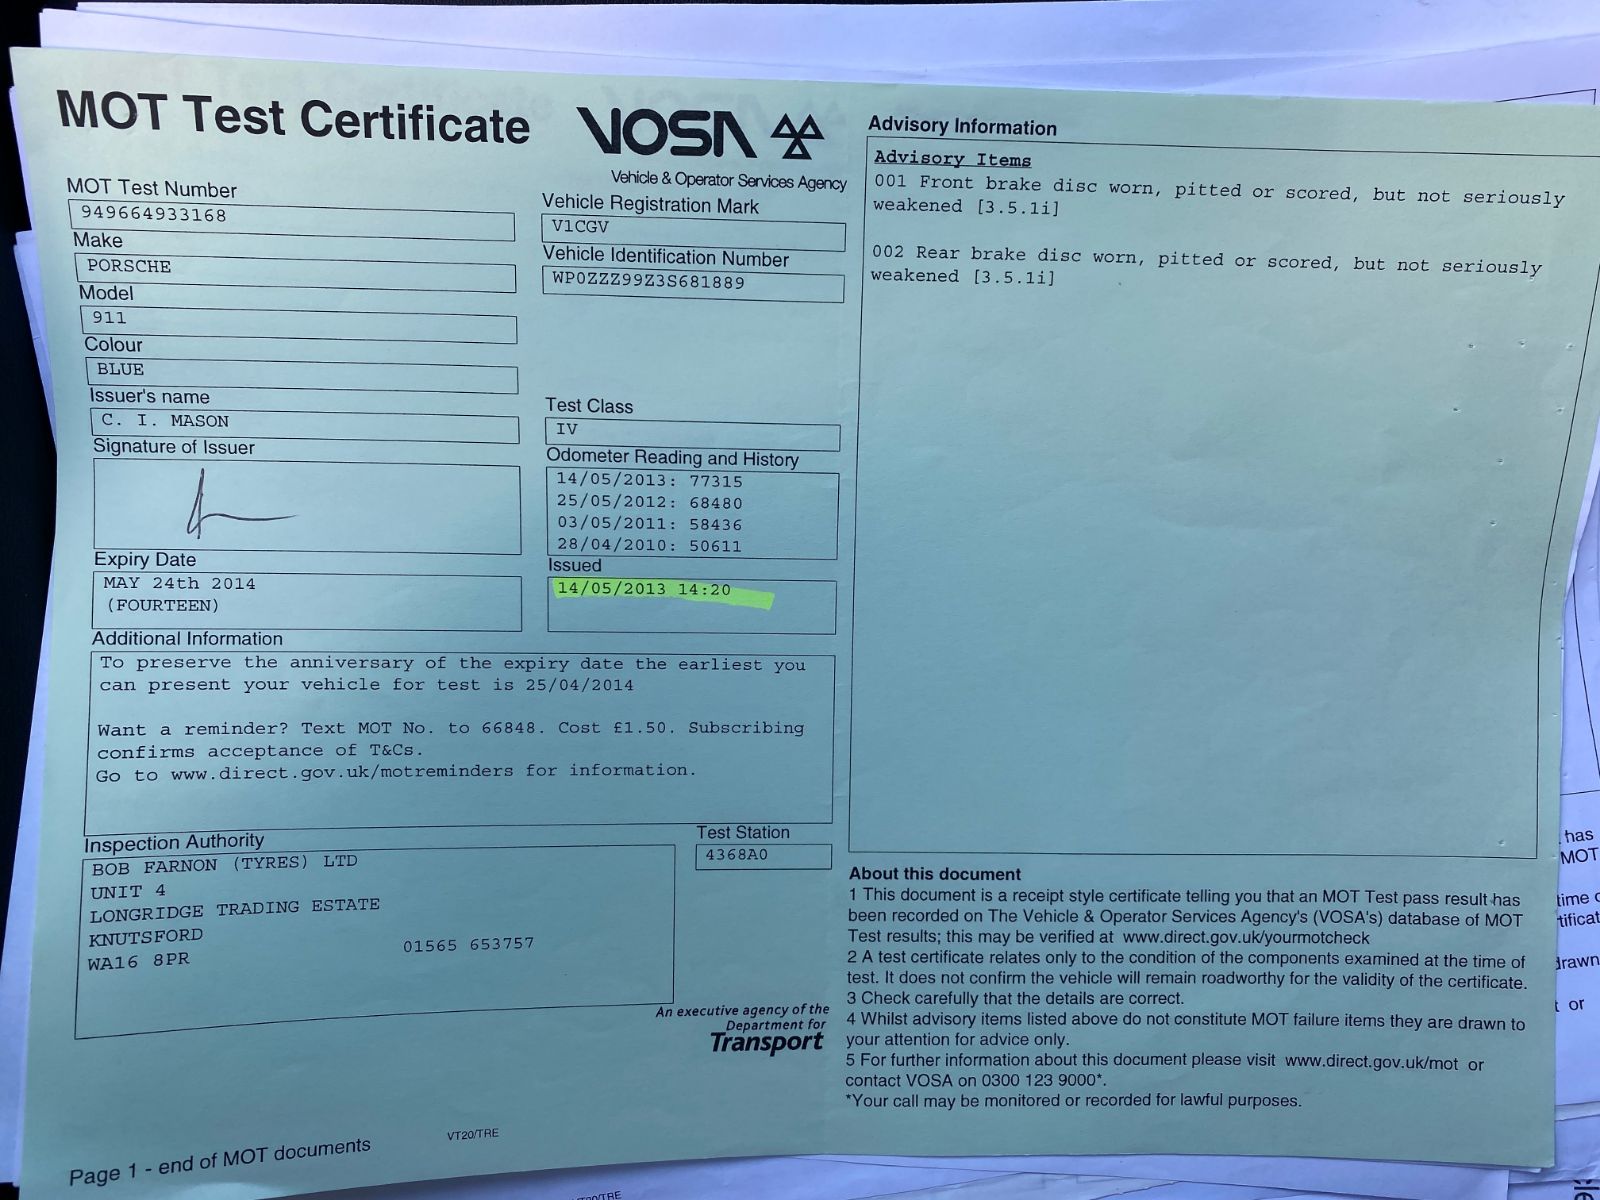 MOT Test Certificate
VOSA
Vehicle & Operator Services Agency
MOT Test Number
949664933168
Make
PORSCHE
Model
911
Colour
BLUE
Issuer's name
C. I. MASON
Signature of Issuer
Expiry Date
MAY 24th 2014
(FOURTEEN)
Vehicle Registration Mark
V1CGV
Vehicle Identification Number
WP0ZZZ99Z3S681889
Test Class
IV
Odometer Reading and History
14/05/2013: 77315
25/05/2012: 68480
03/05/2011: 58436
28/04/2010: 50611
Issued
14/05/2013 14:20
Additional Information
To preserve the anniversary of the expiry date the earliest you
can present your vehicle for test is 25/04/2014
Want a reminder? Text MOT No. to 66848. Cost £1.50. Subscribing
confirms acceptance of T&Cs.
Go to www.direct.gov.uk/motreminders for information.
Inspection Authority
BOB FARNON (TYRES) LTD
UNIT 4
LONGRIDGE TRADING ESTATE
KNUTSFORD
WA16 8PR
01565 653757
Test Station
4368A0
An executive agency of the
Department for
Transport
VT20/TRE
Page 1 - end of MOT documents
Advisory Information
Advisory Items
001 Front brake disc worn, pitted or scored, but not seriously
weakened [3.5.1i]
002 Rear brake disc worn, pitted or scored, but not seriously
weakened [3.5.1i]
About this document
1 This document is a receipt style certificate telling you that an MOT Test pass result has
been recorded on The Vehicle & Operator Services Agency's (VOSA's) database of MOT
Test results; this may be verified at www.direct.gov.uk/yourmotcheck
2 A test certificate relates only to the condition of the components examined at the time of
test. It does not confirm the vehicle will remain roadworthy for the validity of the certificate.
3 Check carefully that the details are correct.
4 Whilst advisory items listed above do not constitute MOT failure items they are drawn to
your attention for advice only.
5 For further information about this document please visit www.direct.gov.uk/mot or
contact VOSA on 0300 123 9000*.
*Your call may be monitored or recorded for lawful purposes.
has
MOT
time
drawn
or